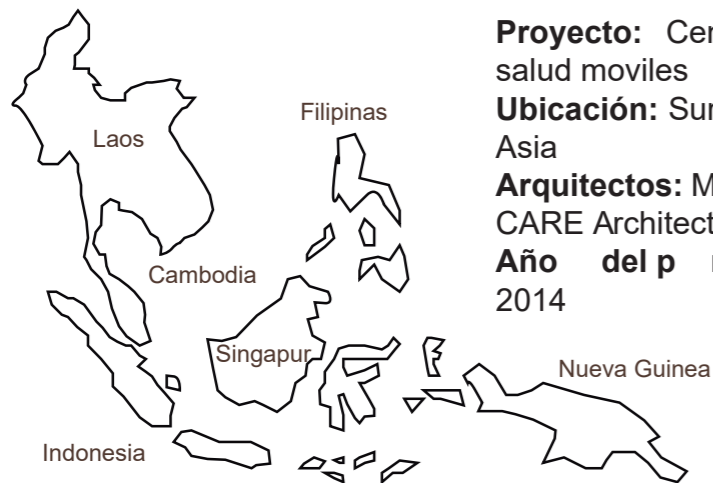 Proyecto: Cen
salud moviles
Ubicación: Sur
Asia
Arquitectos: M
CARE Architect
Año del p
2014
Filipinas
Laos
Cambodia
Singapur
Nueva Guinea
Indonesia